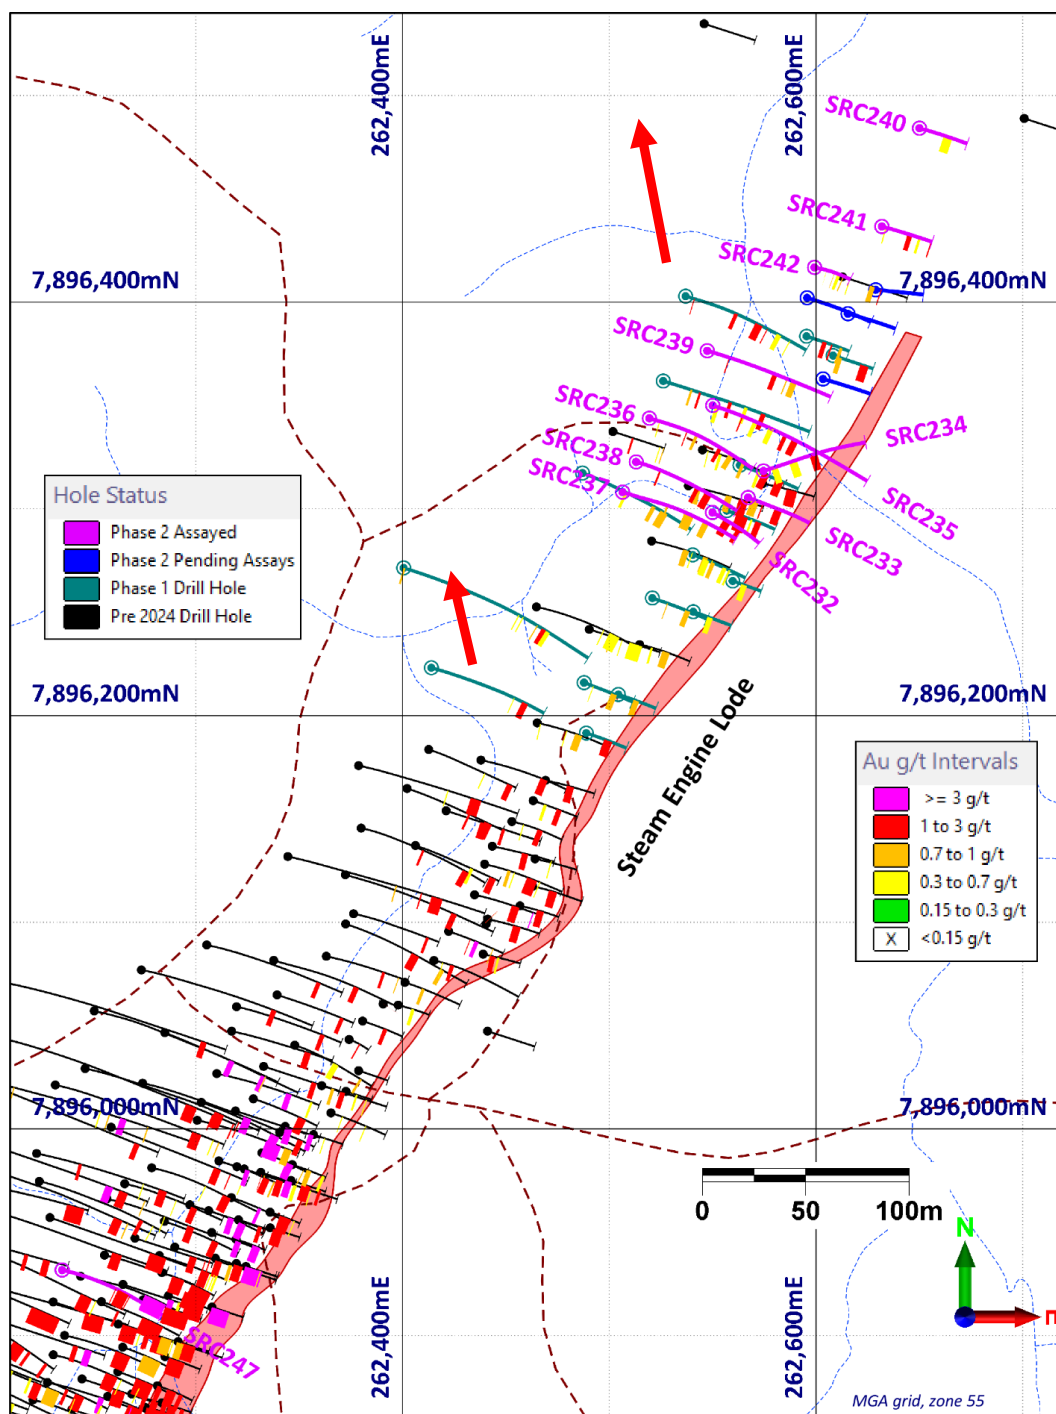 262,400mE
262,600mE
SRC240
SRC241
SRC242
7,896,400mN
7,896,400mN
SRC239
SRC236
SRC234
SRC238
SRC237
SRC235
SRC233
SRC232
Hole Status
Phase 2 Assayed
Phase 2 Pending Assays
Phase 1 Drill Hole
Pre 2024 Drill Hole
7,896,200mN
7,896,200mN
Steam Engine Lode
Au g/t Intervals
>= 3 g/t
1 to 3 g/t
0.7 to 1 g/t
0.3 to 0.7 g/t
0.15 to 0.3 g/t
X <0.15 g/t
7,896,000mN
7,896,000mN
0 50 100m
N
SRC247
262,400mE
262,600mE
MGA grid, zone 55